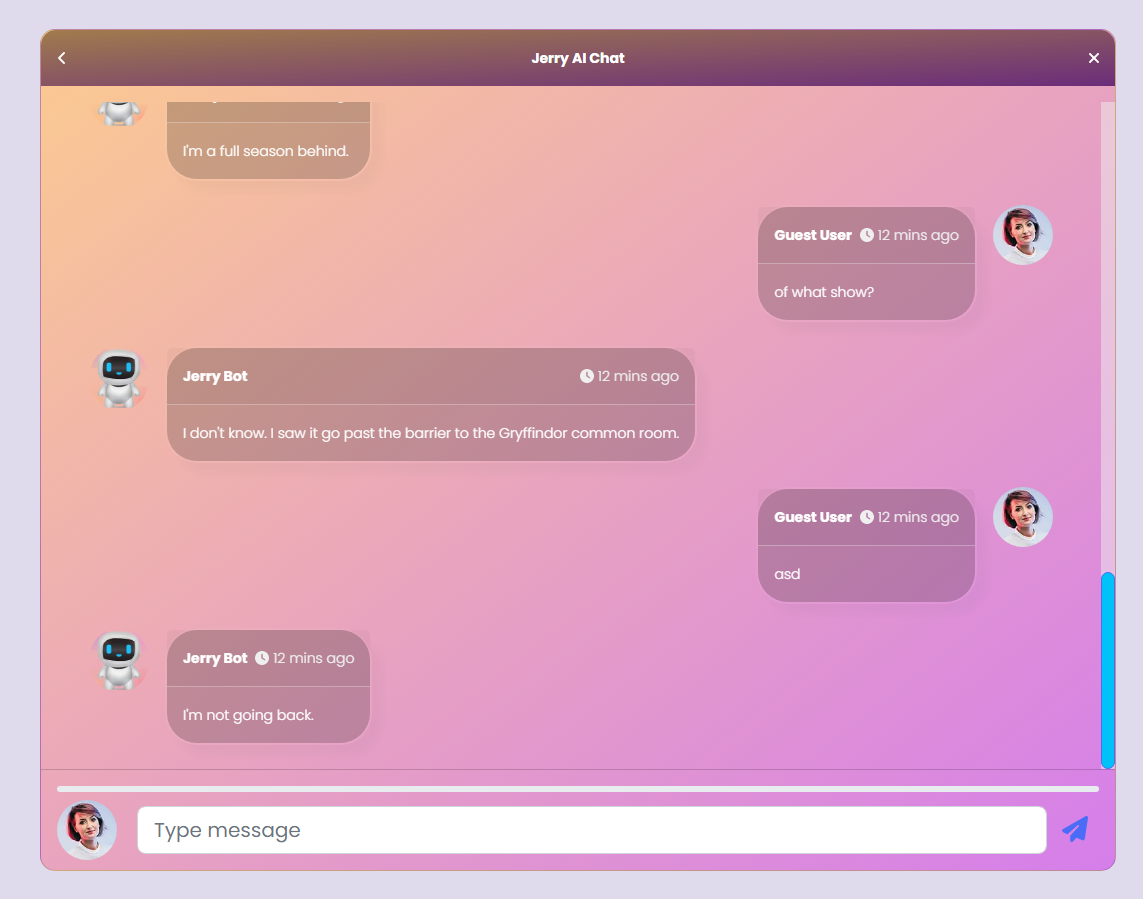 Jerry AI Chat
I'm a full season behind.
Guest User 12 mins ago
of what show?
Jerry Bot 12 mins ago
I don't know. I saw it go past the barrier to the Gryffindor common room.
Guest User 12 mins ago
asd
Jerry Bot 12 mins ago
I'm not going back.
Type message